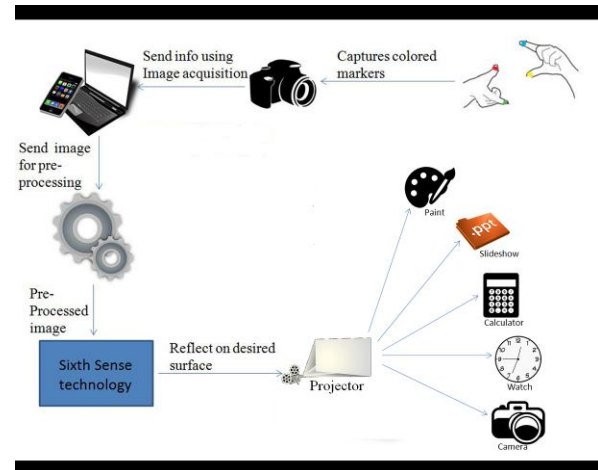 Send info using
Image acquisition
Captures colored
markers
Send image
for pre-
processing
Paint
.ppt
Slideshow
Pre-
Processed
image
Calculator
Sixth Sense
technology
Reflect on desired
surface
Projector
Watch
Camera